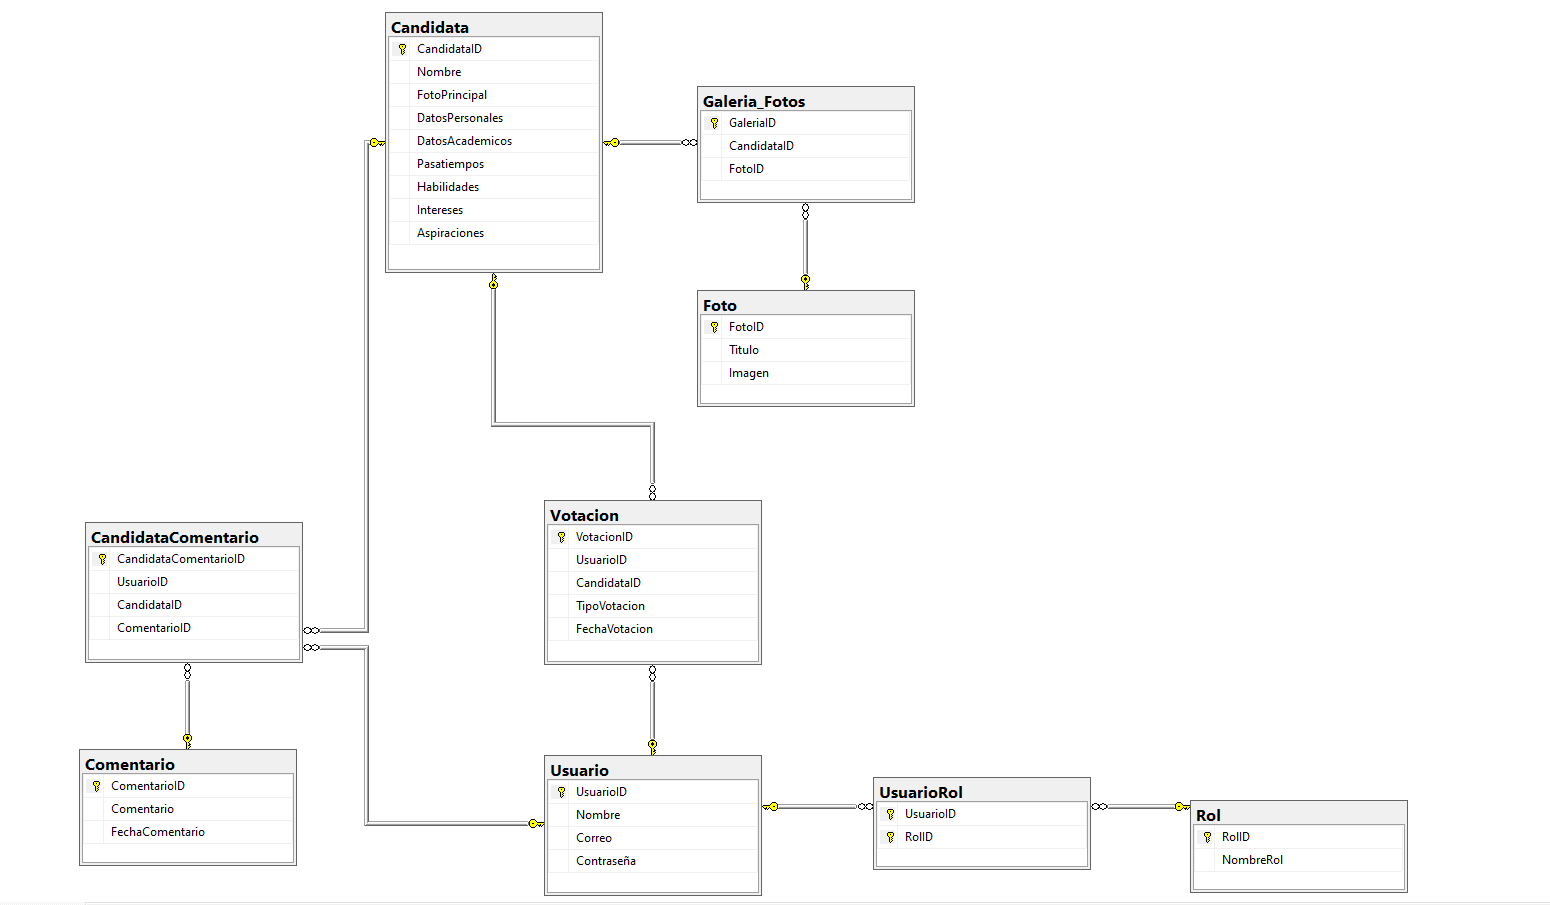 Candidata
CandidataID
Nombre
FotoPrincipal
DatosPersonales
DatosAcademicos
Pasatiempos
Habilidades
Intereses
Aspiraciones
Galeria_Fotos
GaleriaID
CandidataID
FotoID
Foto
FotoID
Titulo
Imagen
Votacion
VotacionID
UsuarioID
CandidataID
TipoVotacion
FechaVotacion
CandidataComentario
CandidataComentarioID
UsuarioID
CandidataID
ComentarioID
Comentario
ComentarioID
Comentario
FechaComentario
Usuario
UsuarioID
Nombre
Correo
Contraseña
UsuarioRol
UsuarioID
RolID
Rol
RolID
NombreRol